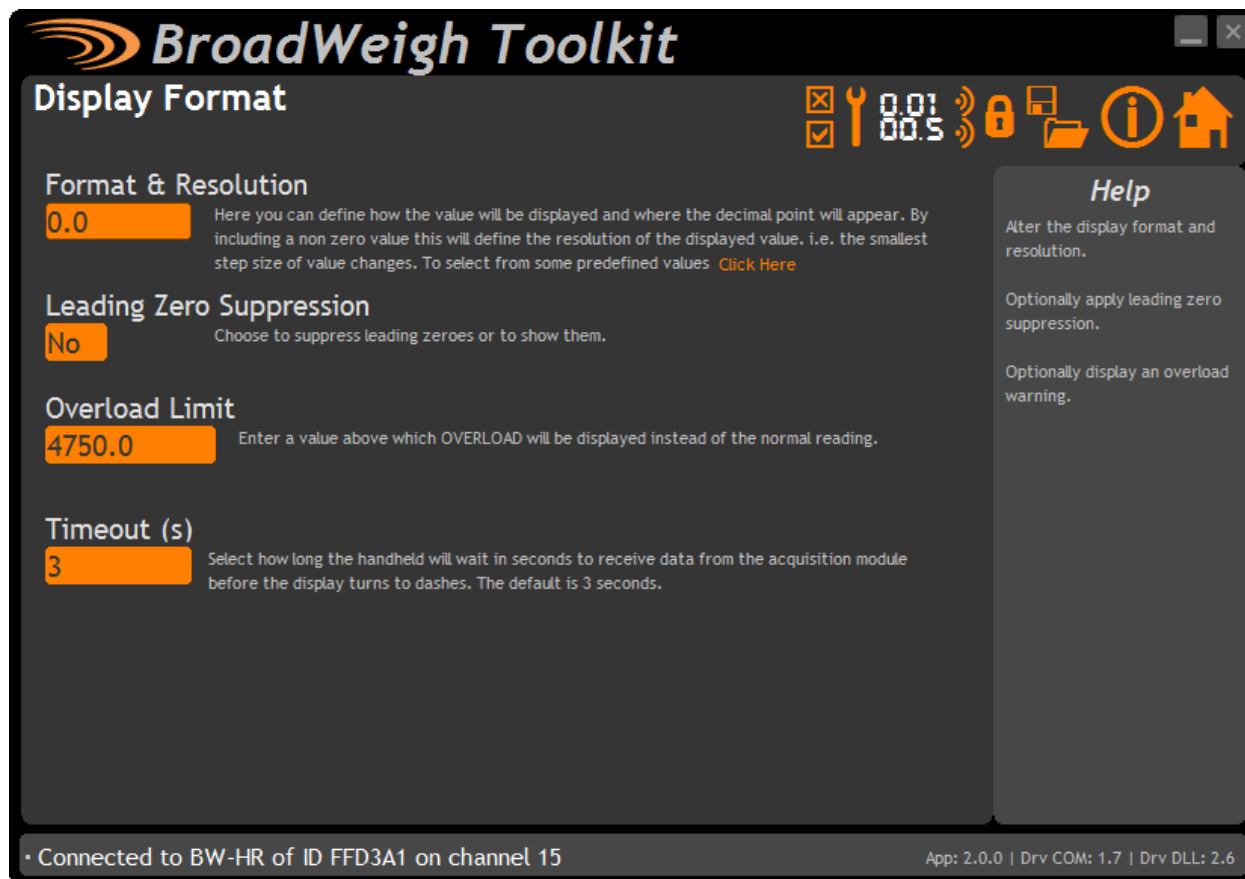 BroadWeigh Toolkit
Display Format
0.01
00.5
Format & Resolution
0.0
Here you can define how the value will be displayed and where the decimal point will appear. By
including a non zero value this will define the resolution of the displayed value. i.e. the smallest
step size of value changes. To select from some predefined values Click Here
Leading Zero Suppression
No
Choose to suppress leading zeroes or to show them.
Overload Limit
4750.0
Enter a value above which OVERLOAD will be displayed instead of the normal reading.
Timeout (s)
3
Select how long the handheld will wait in seconds to receive data from the acquisition module
before the display turns to dashes. The default is 3 seconds.
Help
Alter the display format and
resolution.
Optionally apply leading zero
suppression.
Optionally display an overload
warning.
Connected to BW-HR of ID FFD3A1 on channel 15
App: 2.0.0 | Drv COM: 1.7 | Drv DLL: 2.6